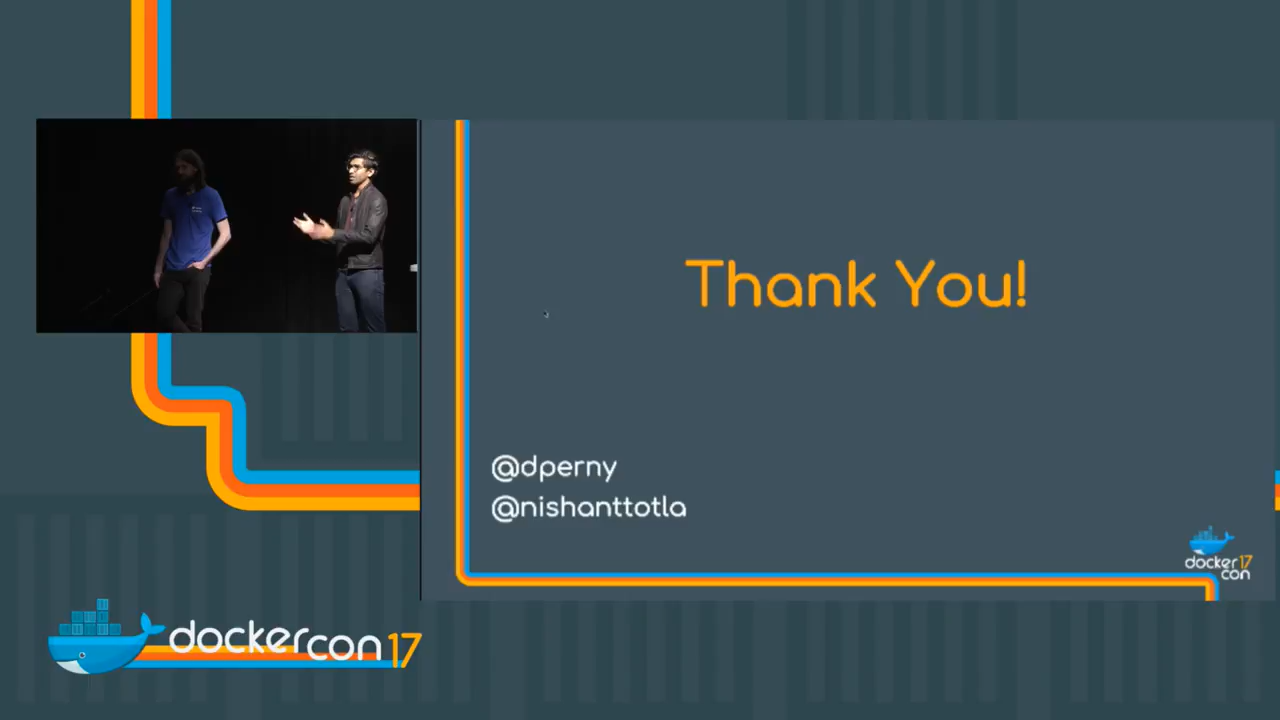 Thank You!
@dperny
@nishanttotla
docker con 17
dockercon 17